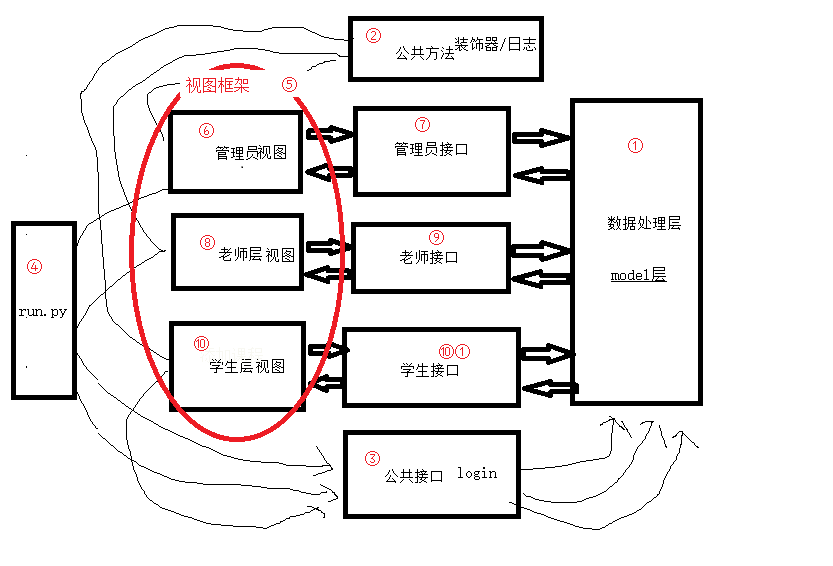 ② 公共方法 装饰器/日志
视图框架 ⑤
⑥ 管理员视图
⑦ 管理员接口
① 数据处理层
model层
⑧ 老师层视图
⑨ 老师接口
④ run.py
⑩ 学生层视图
⑩① 学生接口
③ 公共接口 login